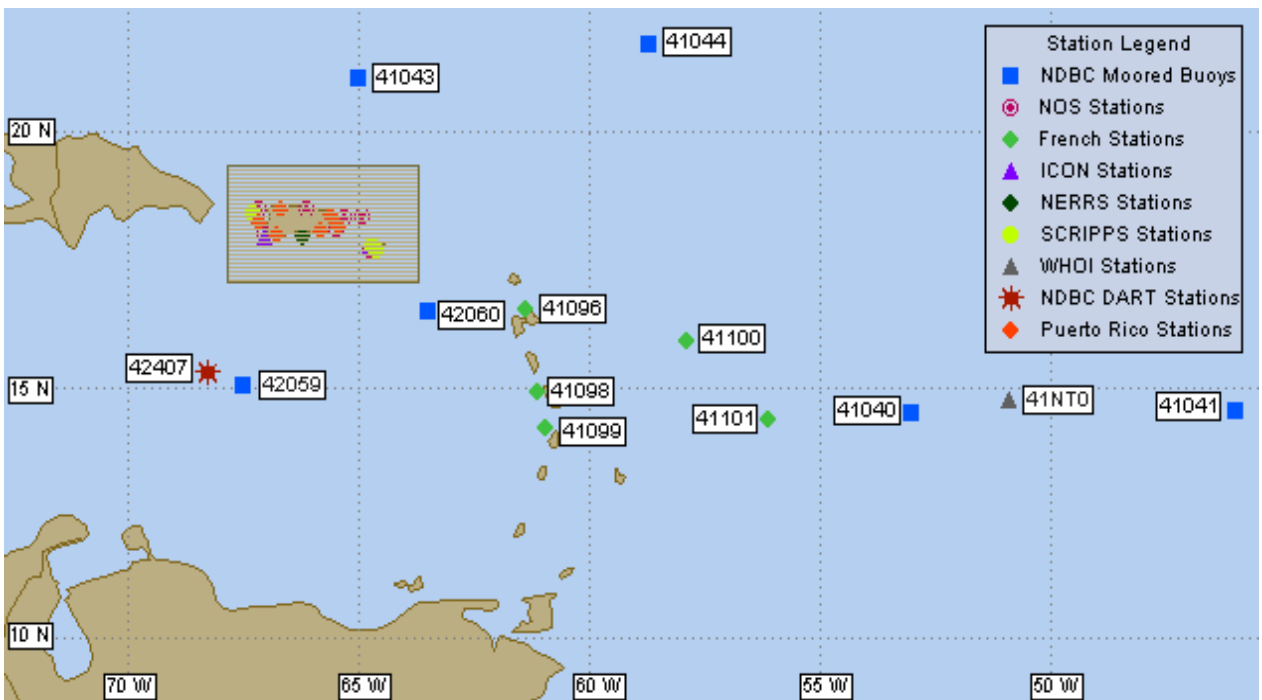 41044
Station Legend
41043
NDBC Moored Buoys
NOS Stations
20 N
French Stations
ICON Stations
NERRS Stations
SCRIPPS Stations
WHOI Stations
NDBC DART Stations
42060
41096
Puerto Rico Stations
41100
42407
15 N
42059
41098
41NT0
41040
41041
41101
41099
10 N
70 W
65 W
60 W
55 W
50 W